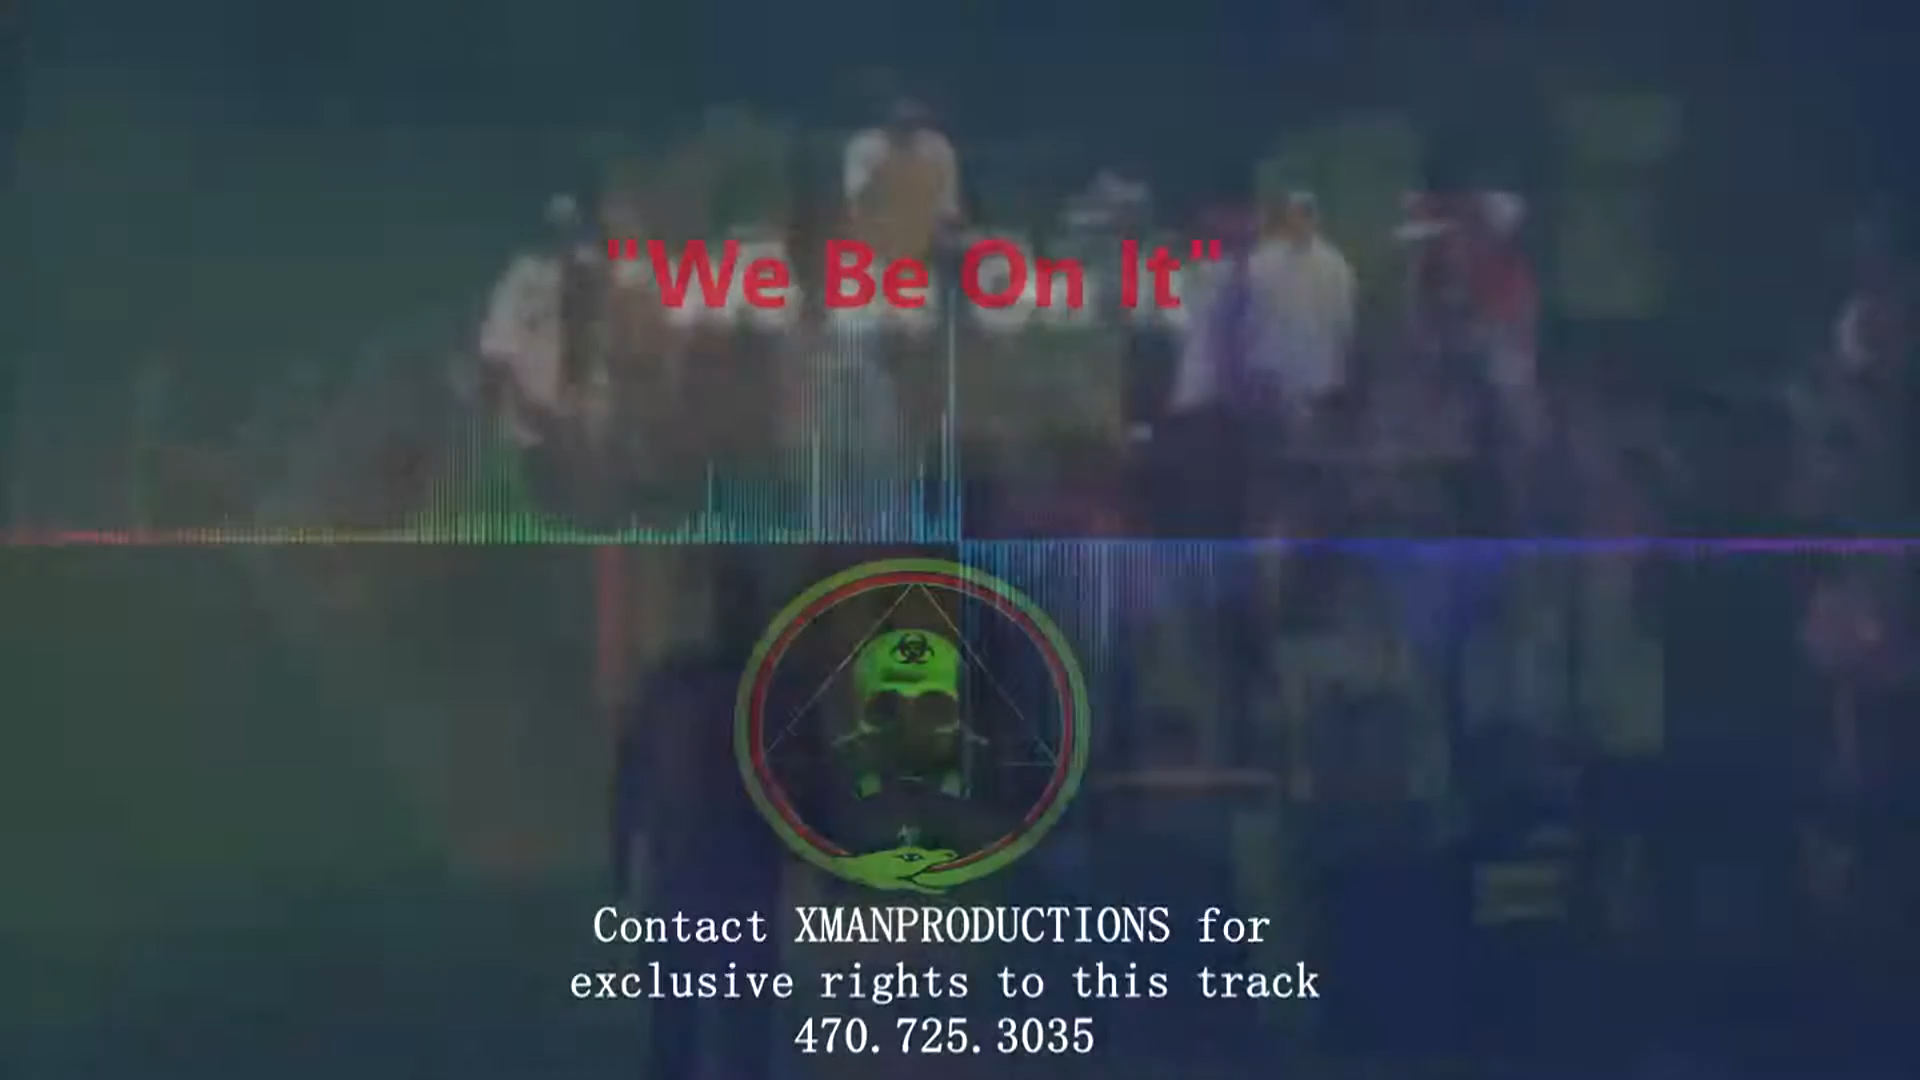 "We Be On It"
Contact XMANPRODUCTIONS for
exclusive rights to this track
470.725.3035